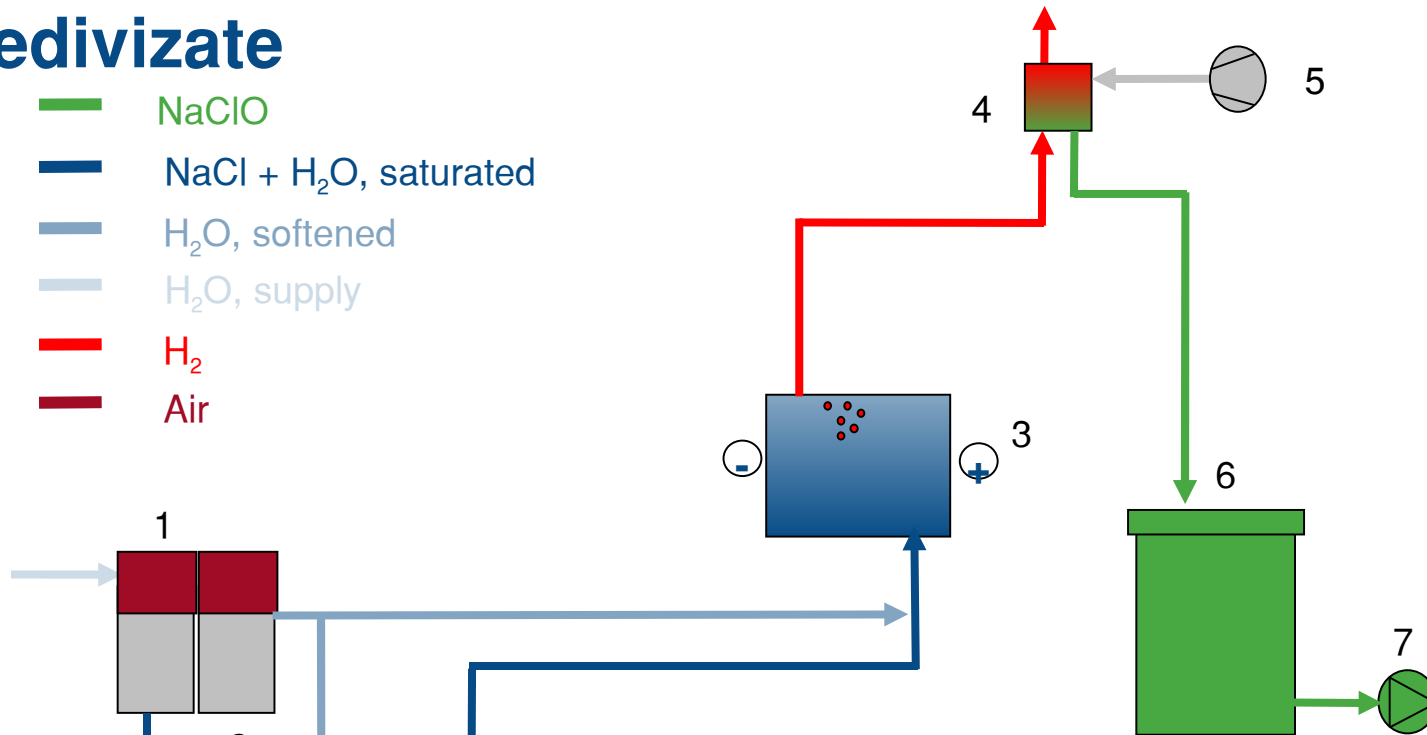 edivizate
NaClO
NaCl + H₂O, saturated
H₂O, softened
H₂O, supply
H₂
Air
1
3
4
5
6
7
-
+